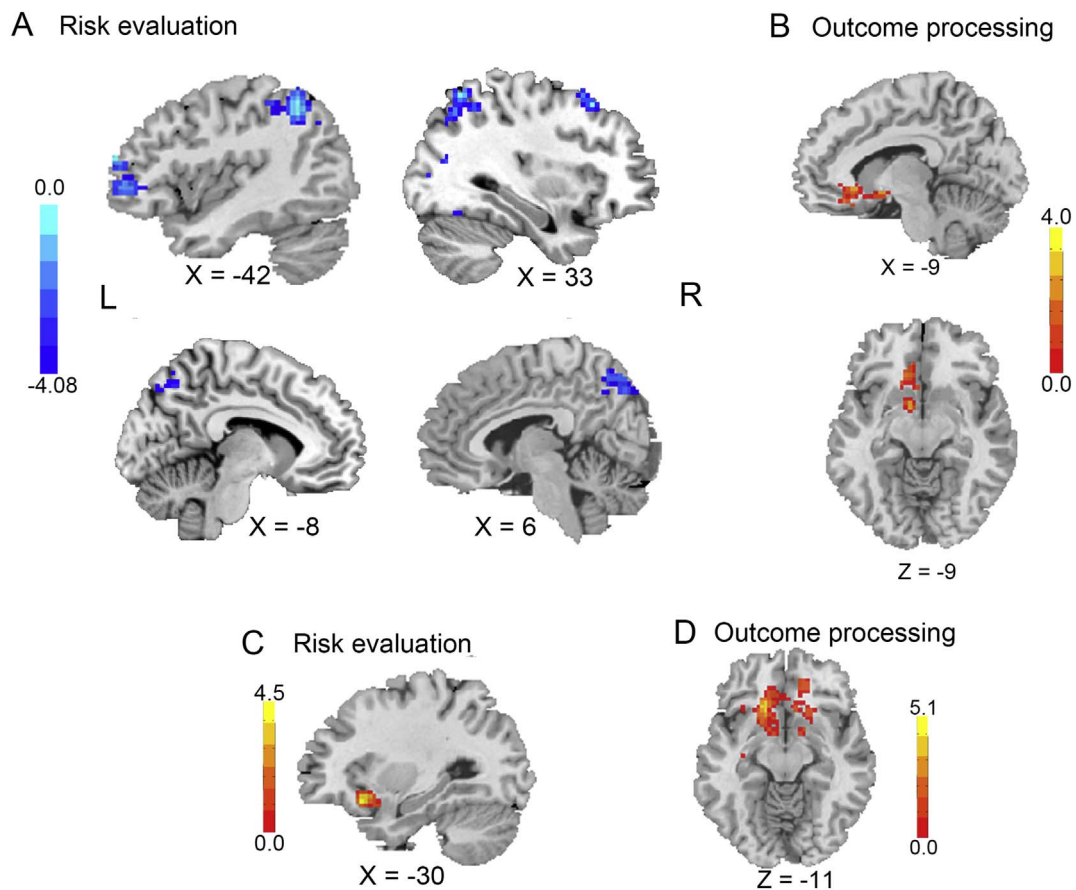 A Risk evaluation
B Outcome processing
0.0
-4.08
X = -42
X = 33
X = -9
4.0
0.0
L
R
X = -8
X = 6
Z = -9
C Risk evaluation
D Outcome processing
4.5
0.0
5.1
0.0
X = -30
Z = -11